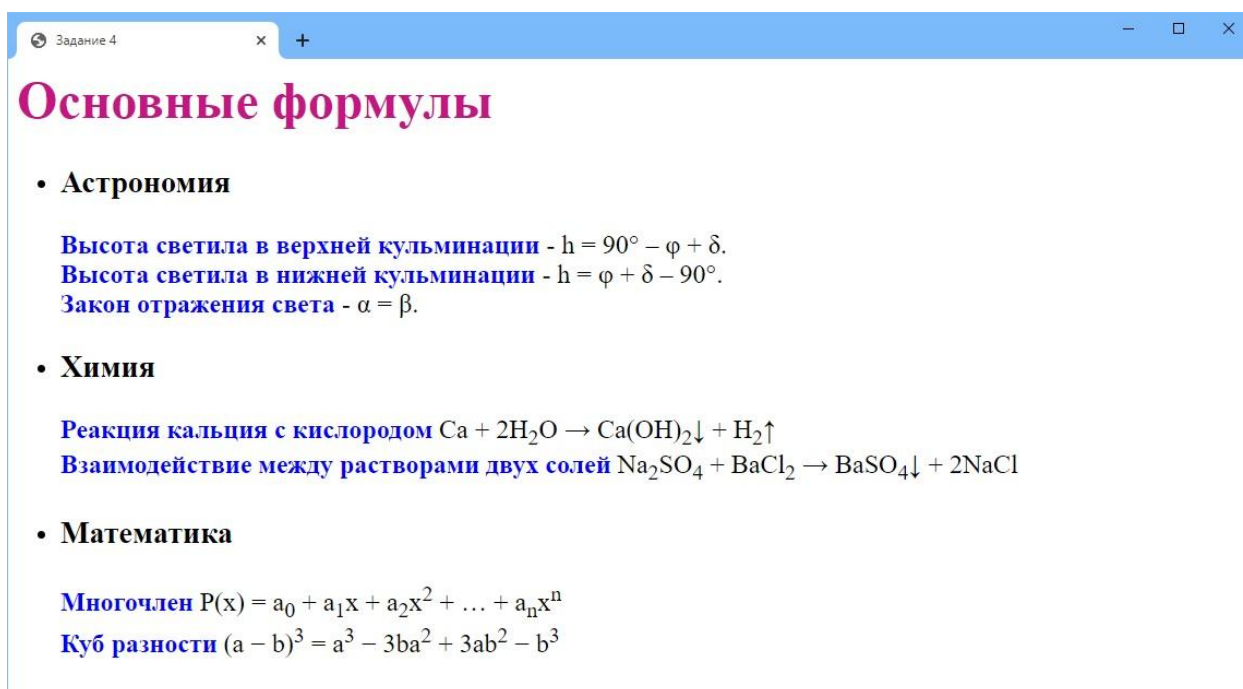 Задание 4
Основные формулы
• Астрономия
Высота светила в верхней кульминации - h = 90° – φ + δ.
Высота светила в нижней кульминации - h = φ + δ – 90°.
Закон отражения света - α = β.
• Химия
Реакция кальция с кислородом Ca + 2H₂O → Ca(OH)₂↓ + H₂↑
Взаимодействие между растворами двух солей Na₂SO₄ + BaCl₂ → BaSO₄↓ + 2NaCl
• Математика
Многочлен P(x) = a₀ + a₁x + a₂x² + … + aₙxⁿ
Куб разности (a − b)³ = a³ − 3ba² + 3ab² − b³